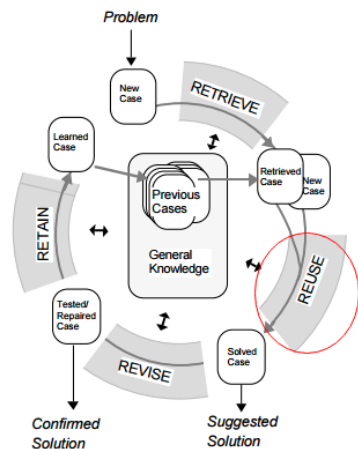 Problem
New
Case
RETRIEVE
Learned
Case
Retrieved
Case
New
Case
Previous
Cases
General
Knowledge
RETAIN
REUSE
Tested/
Repaired
Case
REVISE
Solved
Case
Confirmed
Solution
Suggested
Solution